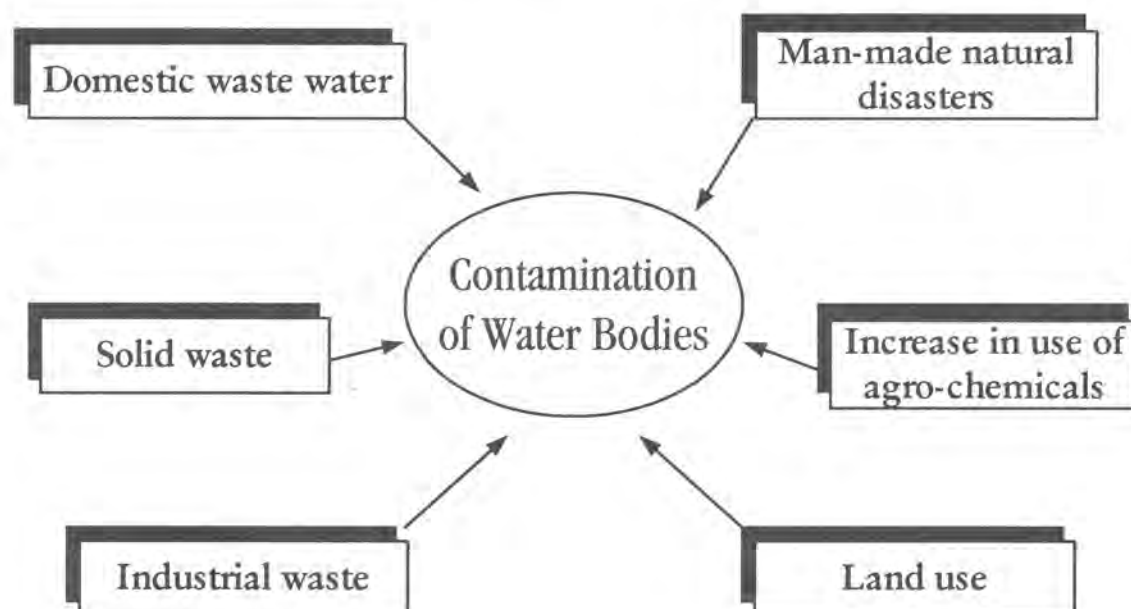 Domestic waste water
Man-made natural
disasters
Contamination
of Water Bodies
Solid waste
Increase in use of
agro-chemicals
Industrial waste
Land use